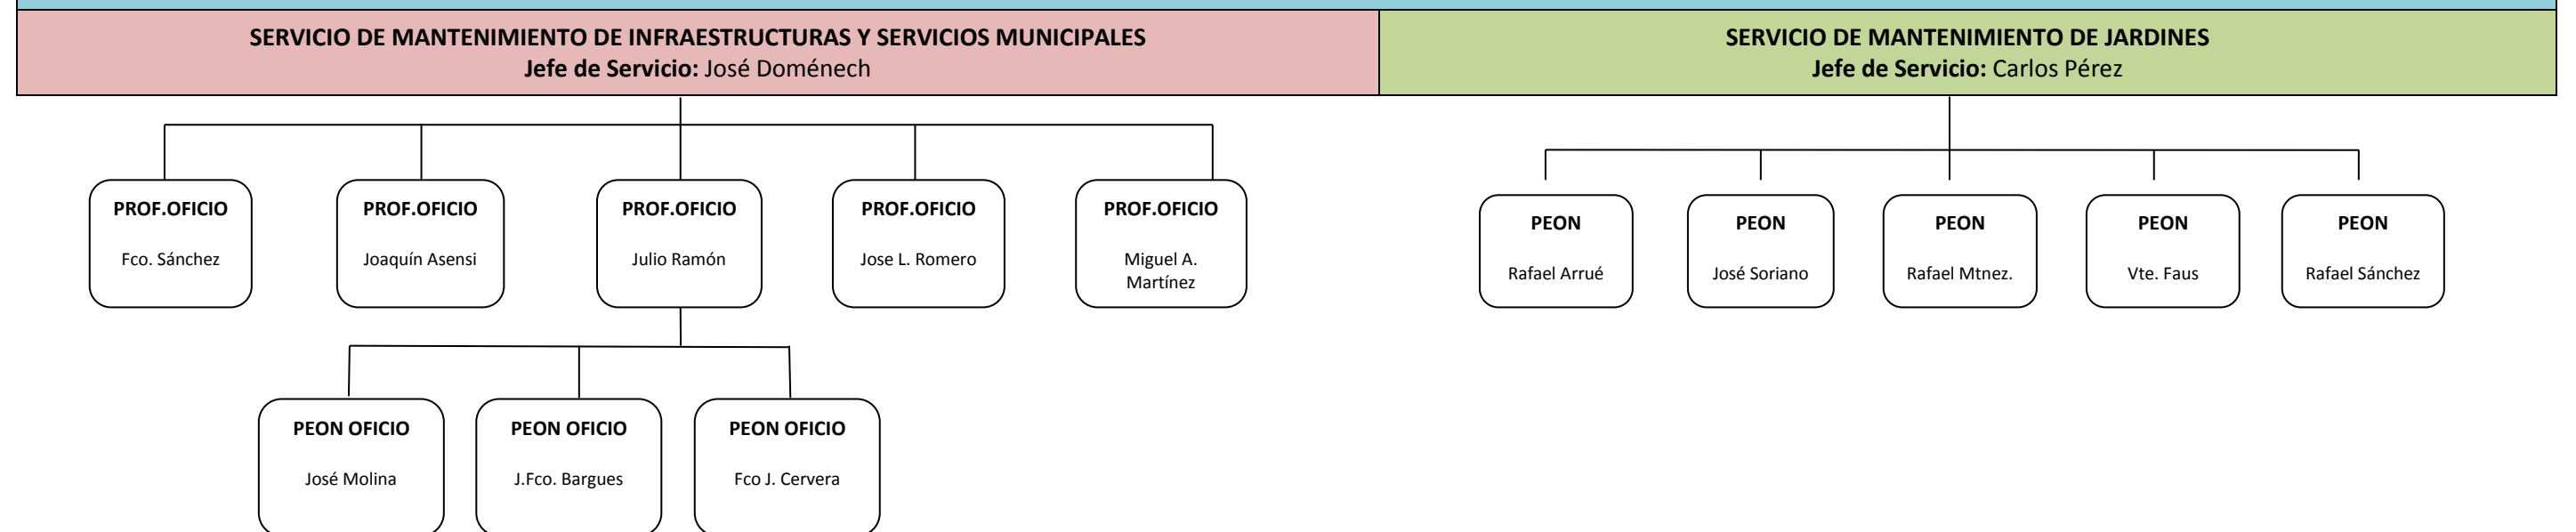 SERVICIO DE MANTENIMIENTO DE INFRAESTRUCTURAS Y SERVICIOS MUNICIPALES
Jefe de Servicio: José Doménech
SERVICIO DE MANTENIMIENTO DE JARDINES
Jefe de Servicio: Carlos Pérez
PROF.OFICIO
Fco. Sánchez
PROF.OFICIO
Joaquín Asensi
PROF.OFICIO
Julio Ramón
PROF.OFICIO
Jose L. Romero
PROF.OFICIO
Miguel A.
Martínez
PEON
Rafael Arrué
PEON
José Soriano
PEON
Rafael Mtnez.
PEON
Vte. Faus
PEON
Rafael Sánchez
PEON OFICIO
José Molina
PEON OFICIO
J.Fco. Bargues
PEON OFICIO
Fco J. Cervera